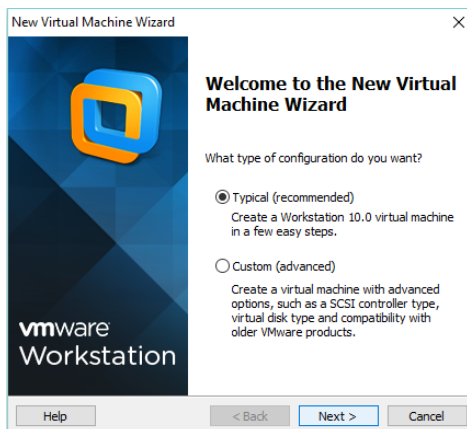 New Virtual Machine Wizard
Welcome to the New Virtual
Machine Wizard
What type of configuration do you want?
Typical (recommended)
Create a Workstation 10.0 virtual machine
in a few easy steps.
Custom (advanced)
Create a virtual machine with advanced
options, such as a SCSI controller type,
virtual disk type and compatibility with
older VMware products.
vmware
Workstation
Help
< Back
Next >
Cancel